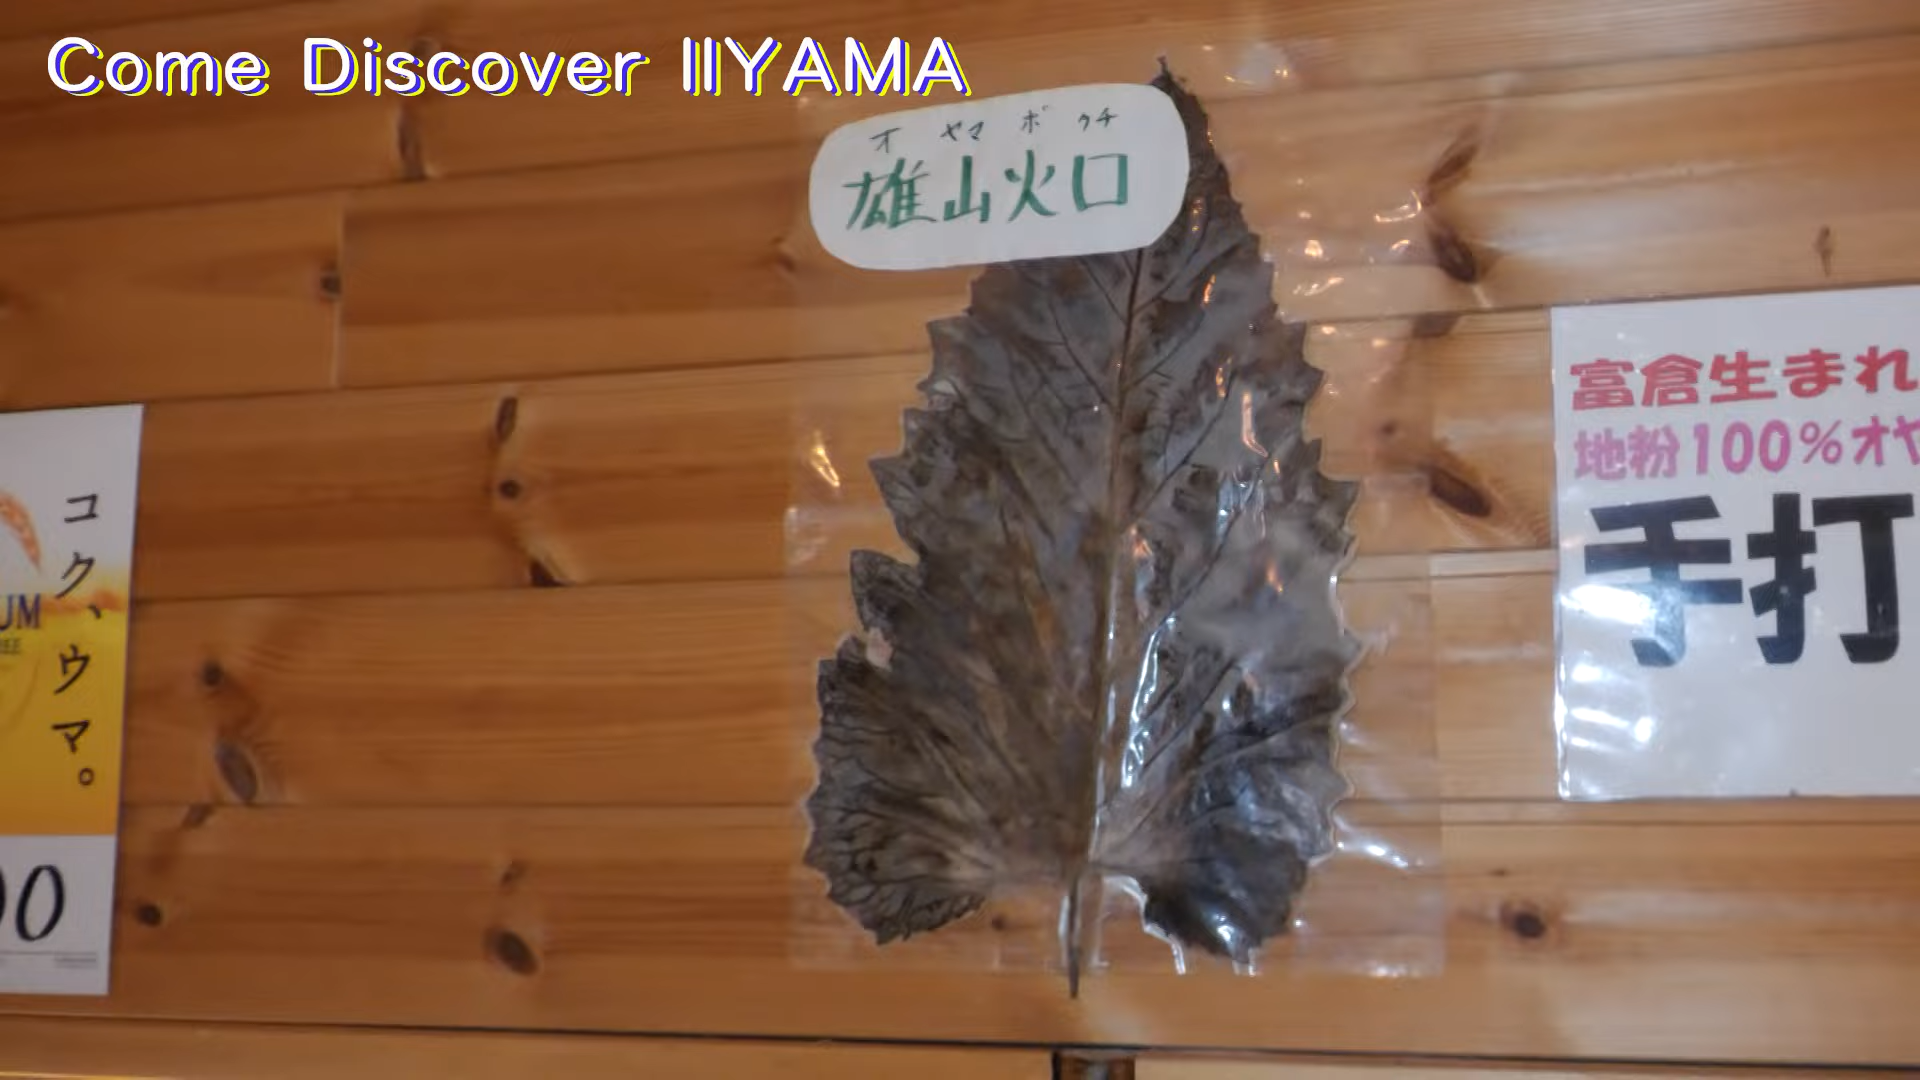 Come Discover IIYAMA
オ ヤマ ボ クチ
雄山火口
富倉生まれ
地粉100%オヤ
手打
コク、ウマ。
UM
00